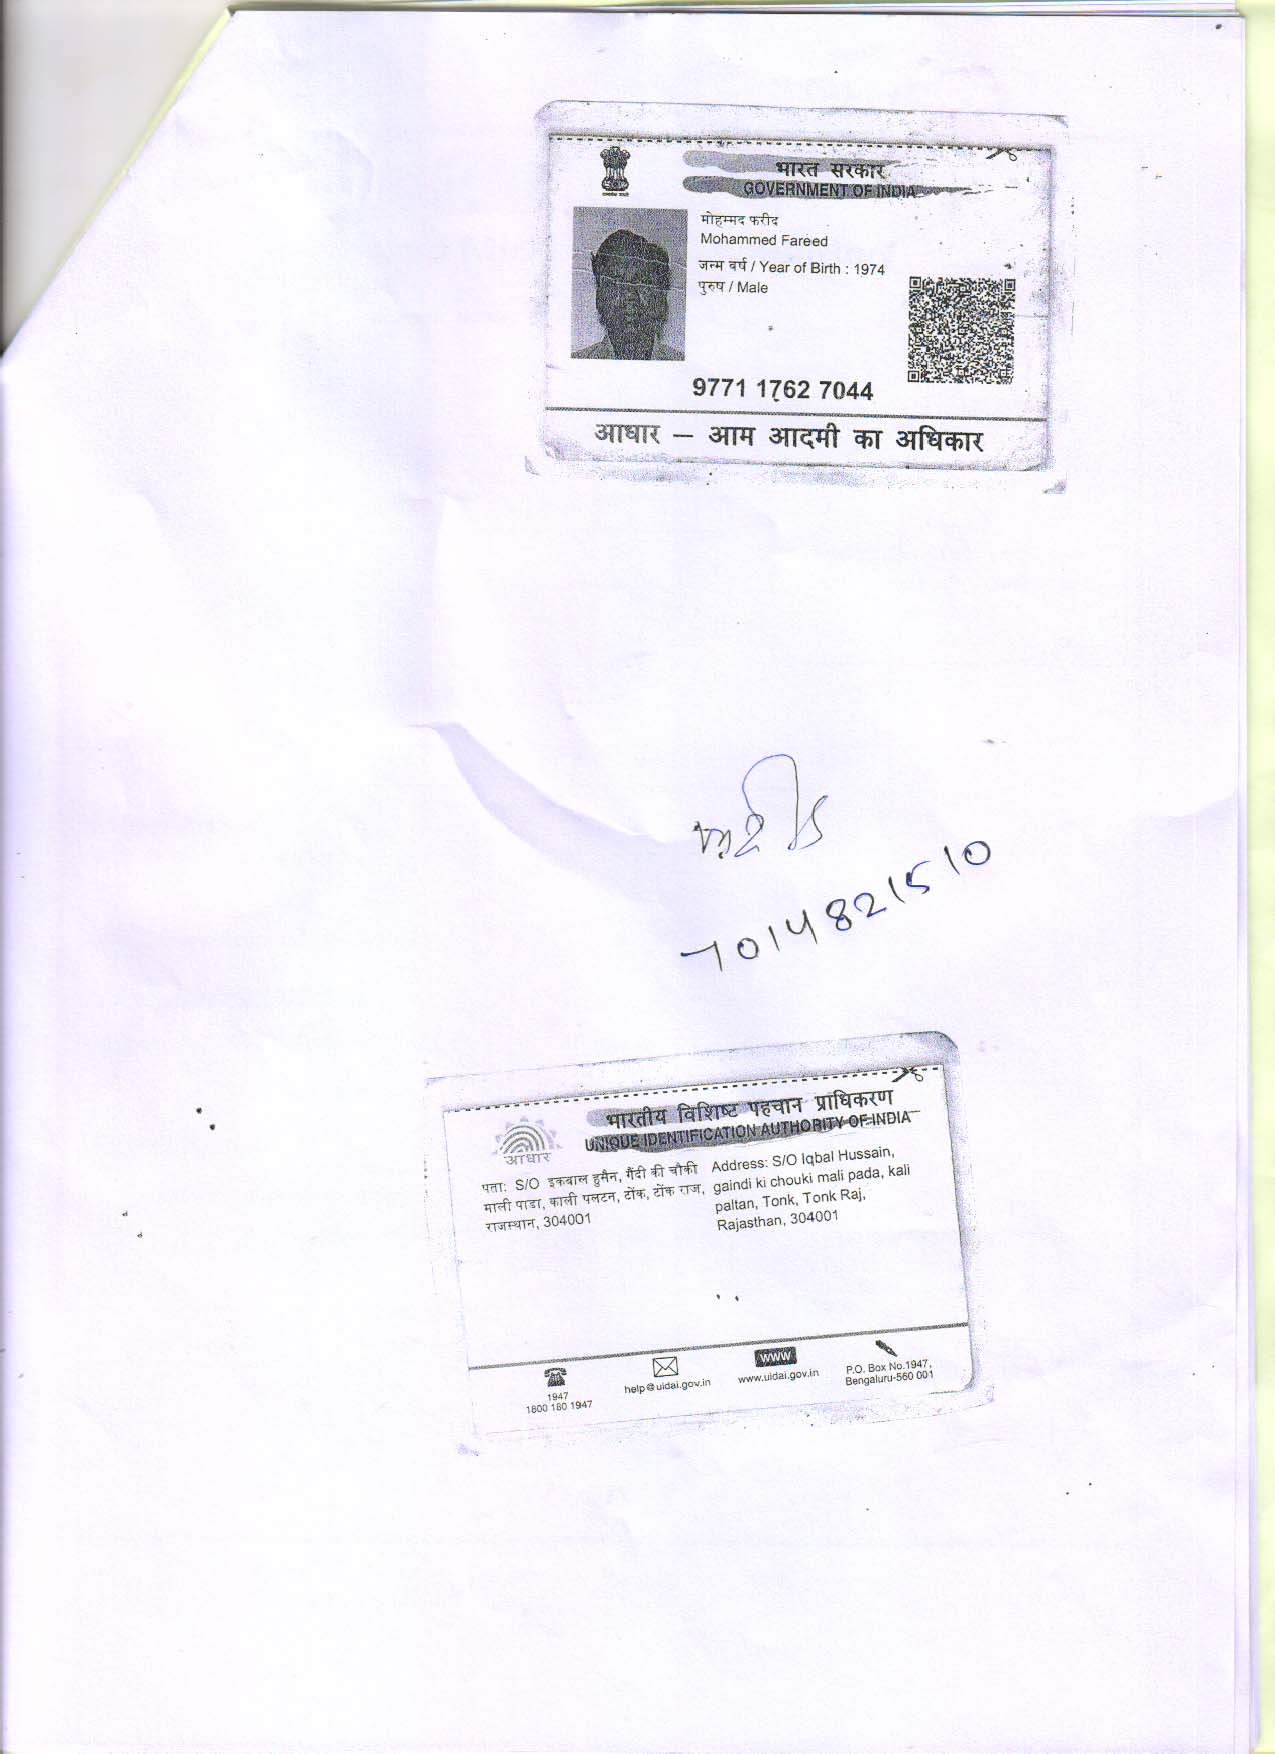 भारत सरकार
GOVERNMENT OF INDIA
मोहम्मद फरीद
Mohammed Fareed
जन्म वर्ष / Year of Birth : 1974
पुरुष / Male
9771 1762 7044
आधार – आम आदमी का अधिकार
फरीद
7014821510
भारतीय विशिष्ट पहचान प्राधिकरण
UNIQUE IDENTIFICATION AUTHORITY OF INDIA
आधार
पता: S/O इकबाल हुसैन, गैंदी की चौकी
माली पाडा, काली पलटन, टोंक, टोंक राज,
राजस्थान, 304001
Address: S/O Iqbal Hussain,
gaindi ki chouki mali pada, kali
paltan, Tonk, Tonk Raj,
Rajasthan, 304001
1947
1800 180 1947
help@uidai.gov.in
www
www.uidai.gov.in
P.O. Box No.1947,
Bengaluru-560 001